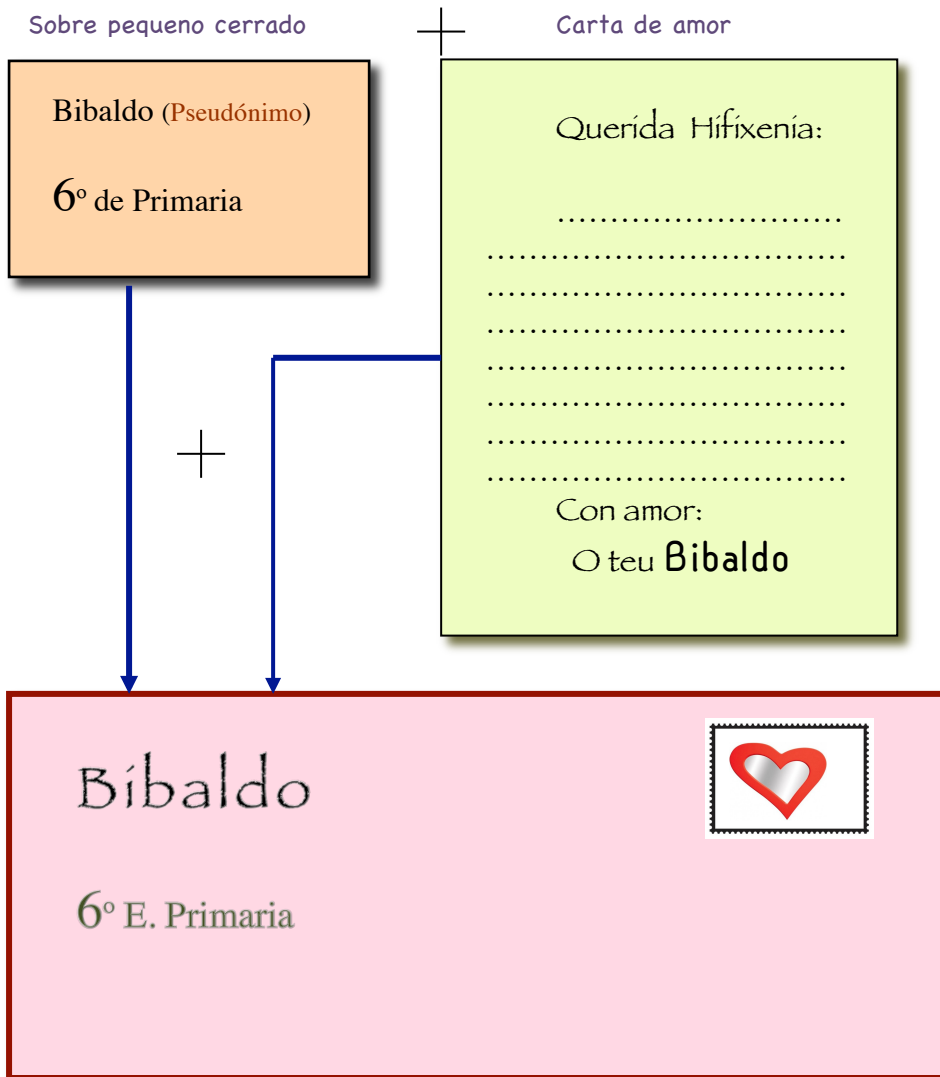 Sobre pequeno cerrado
Carta de amor
Bibaldo (Pseudónimo)
6º de Primaria
Querida Hifixenia:
...........................
..................................
..................................
..................................
..................................
..................................
..................................
..................................
Con amor:
O teu Bibaldo
Bibaldo
6º E. Primaria